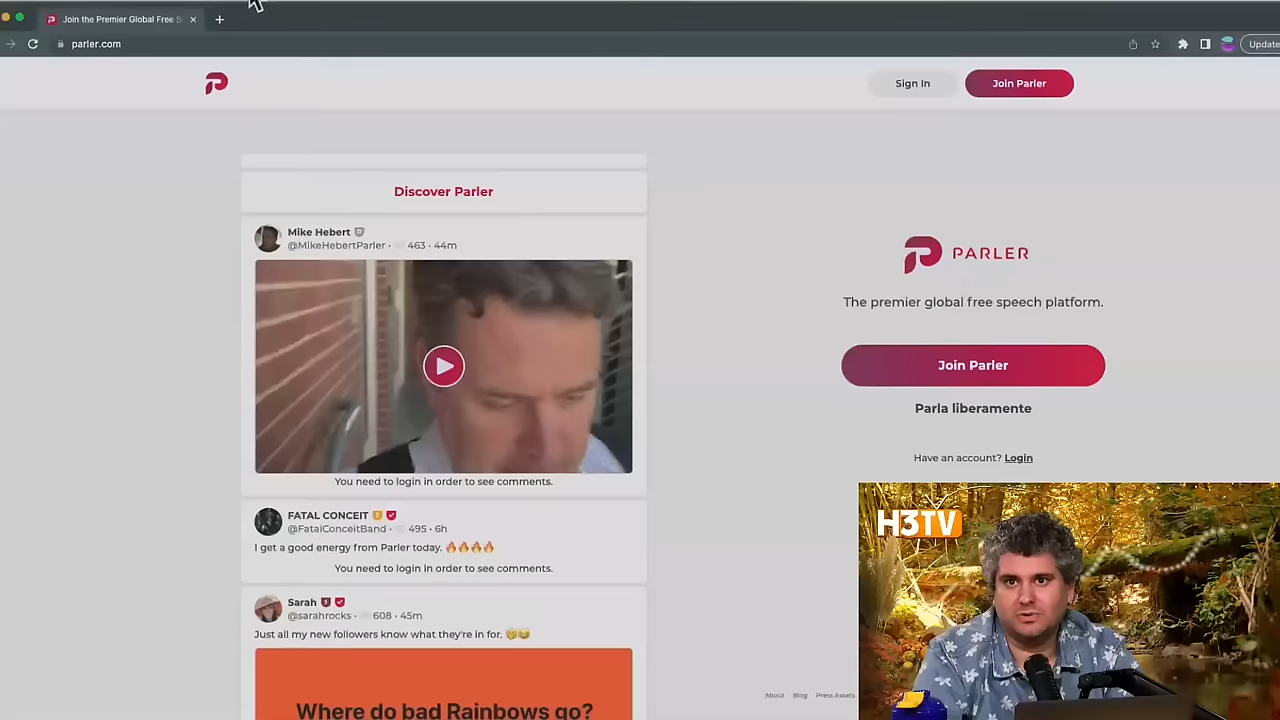 Join the Premier Global Free S
parler.com
Update
Sign In
Join Parler
Discover Parler
Mike Hebert
@MikeHebertParler • 463 • 44m
You need to login in order to see comments.
FATAL CONCEIT
@FatalConceitBand • 495 • 6h
I get a good energy from Parler today. 🔥🔥🔥🔥
You need to login in order to see comments.
Sarah
@sarahrocks • 608 • 45m
Just all my new followers know what they're in for. 🤫😂
Where do bad Rainbows go?
PARLER
The premier global free speech platform.
Join Parler
Parla liberamente
Have an account? Login
About Blog Press Assets
H3TV